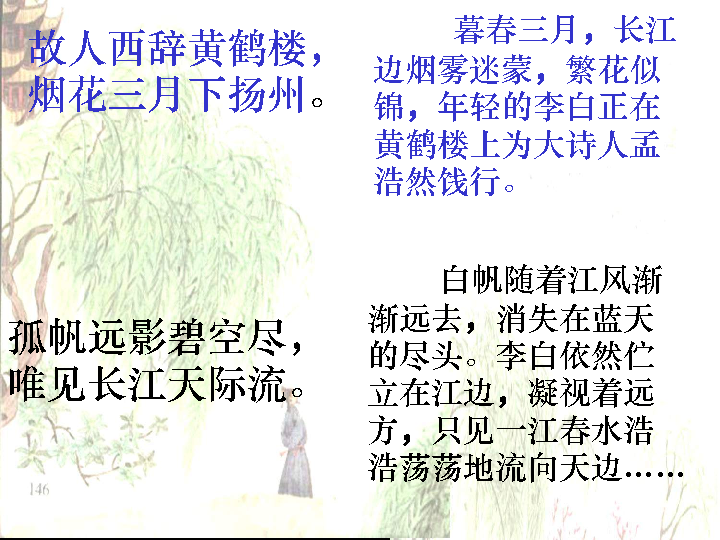 故人西辞黄鹤楼，
烟花三月下扬州。
暮春三月，长江
边烟雾迷蒙，繁花似
锦，年轻的李白正在
黄鹤楼上为大诗人孟
浩然饯行。
孤帆远影碧空尽，
唯见长江天际流。
白帆随着江风渐
渐远去，消失在蓝天
的尽头。李白依然伫
立在江边，凝视着远
方，只见一江春水浩
浩荡荡地流向天边……
146